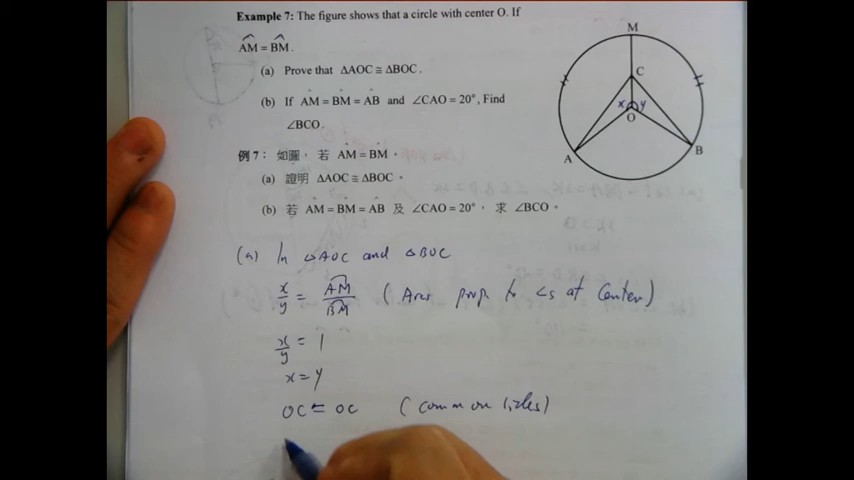 Example 7: The figure shows that a circle with center O. If
AM = BM.
(a) Prove that ΔAOC ≅ ΔBOC.
(b) If AM = BM = AB and ∠CAO = 20°, Find
∠BCO.
例 7： 如圖， 若 AM = BM 。
(a) 證明 ΔAOC ≅ ΔBOC 。
(b) 若 AM = BM = AB 及 ∠CAO = 20°， 求 ∠BCO 。
M
C
x y
O
A
B
(a) In △AOC and △BOC
x/y = AM/BM (Arcs prop to ∠s at Center)
x/y = 1
x = y
OC = OC (common sides)